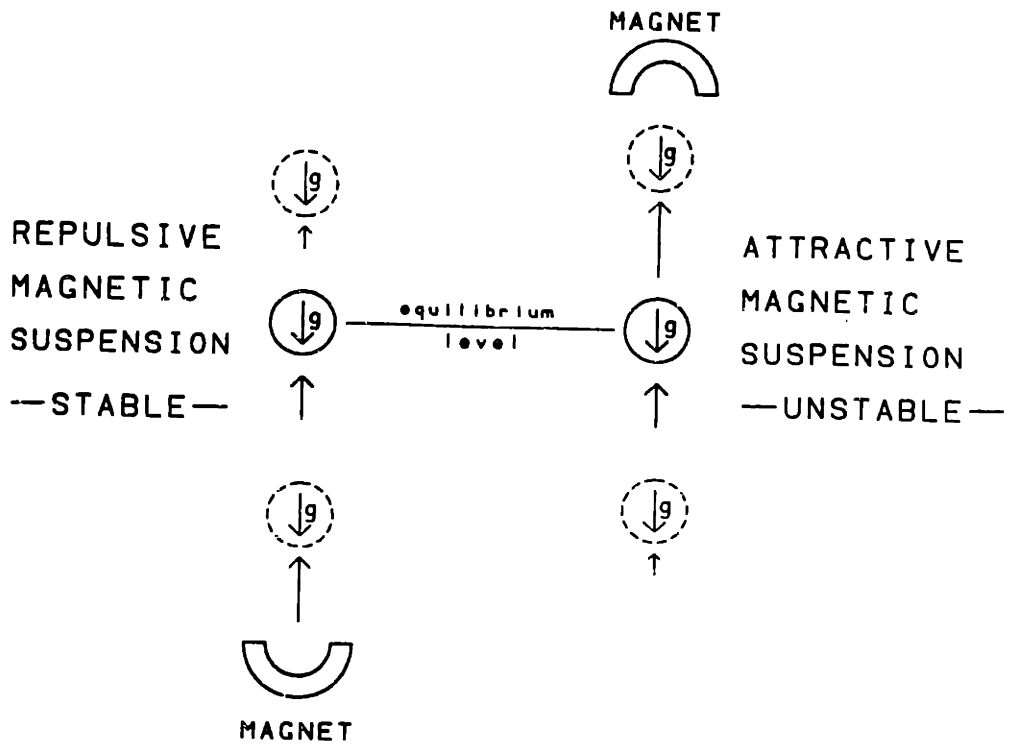 MAGNET
g
g
REPULSIVE
MAGNETIC
SUSPENSION
—STABLE—
g
equilibrium
level
g
ATTRACTIVE
MAGNETIC
SUSPENSION
—UNSTABLE—
g
g
MAGNET